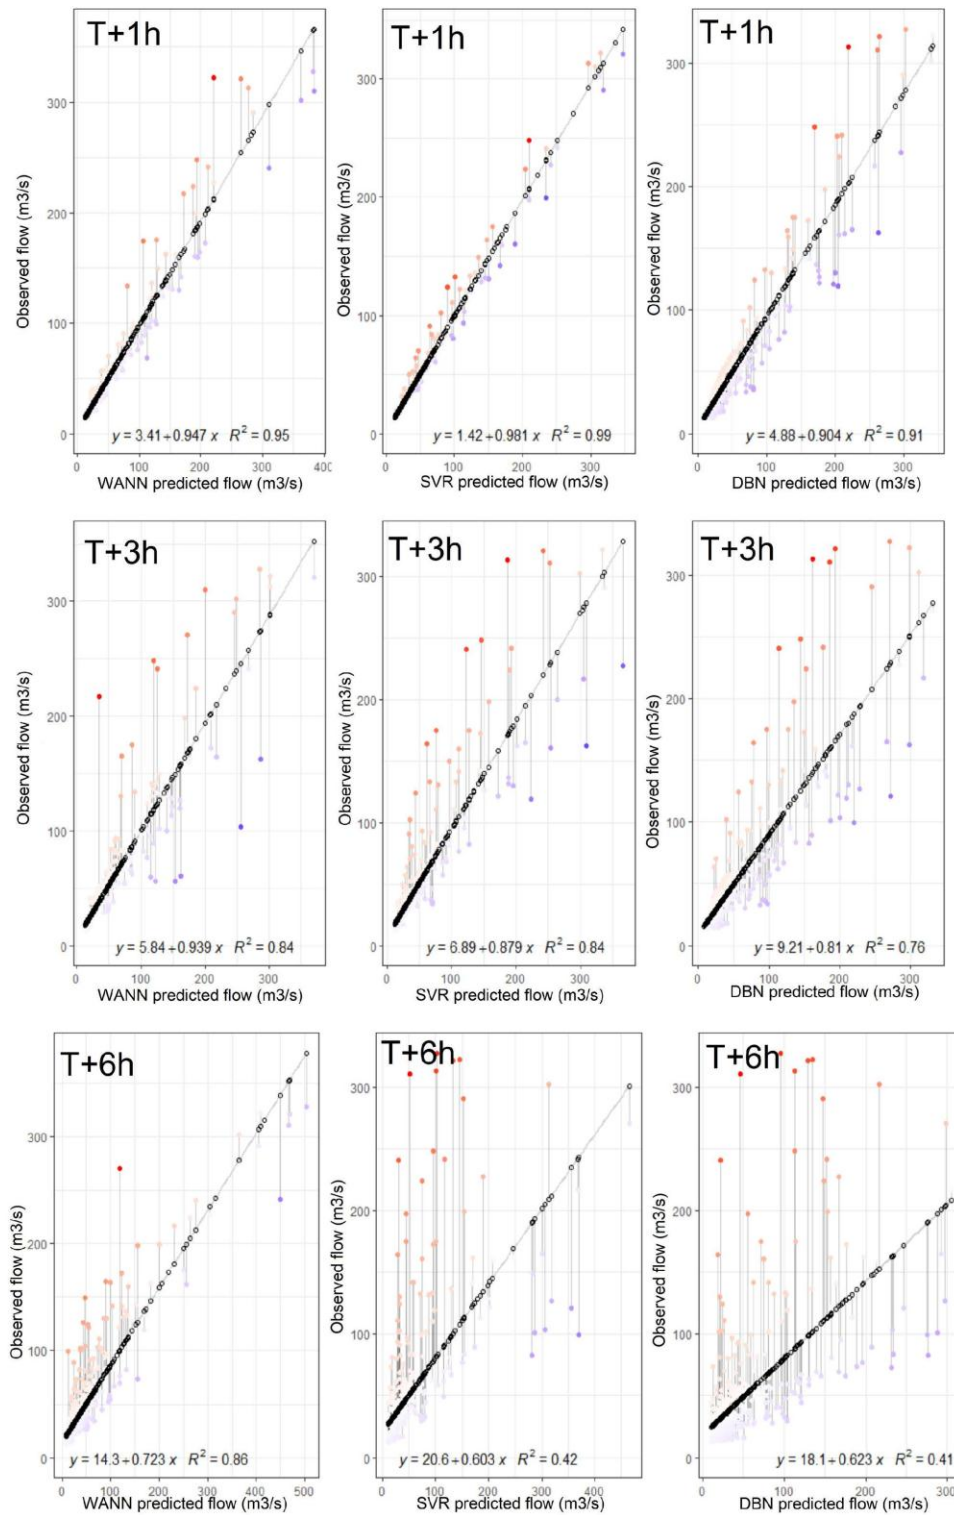 T+1h
T+1h
T+1h
Observed flow (m3/s)
300
200
100
0
y = 3.41+0.947 x R² = 0.95
0 100 200 300 40(
WANN predicted flow (m3/s)
Observed flow (m3/s)
300
200
100
0
y = 1.42+0.981 x R² = 0.99
0 100 200 300
SVR predicted flow (m3/s)
Observed flow (m3/s)
300
200
100
0
y = 4.88+0.904 x R² = 0.91
0 100 200 300
DBN predicted flow (m3/s)
T+3h
T+3h
T+3h
Observed flow (m3/s)
300
200
100
0
y = 5.84+0.939 x R² = 0.84
0 100 200 300
WANN predicted flow (m3/s)
Observed flow (m3/s)
300
200
100
0
y = 6.89+0.879 x R² = 0.84
0 100 200 300
SVR predicted flow (m3/s)
Observed flow (m3/s)
300
200
100
0
y = 9.21+0.81 x R² = 0.76
0 100 200 300
DBN predicted flow (m3/s)
T+6h
T+6h
T+6h
Observed flow (m3/s)
300
200
100
0
y = 14.3+0.723 x R² = 0.86
0 100 200 300 400 500
WANN predicted flow (m3/s)
Observed flow (m3/s)
300
200
100
0
y = 20.6+0.603 x R² = 0.42
0 100 200 300 400
SVR predicted flow (m3/s)
Observed flow (m3/s)
300
200
100
0
y = 18.1+0.623 x R² = 0.41
0 100 200 300
DBN predicted flow (m3/s)